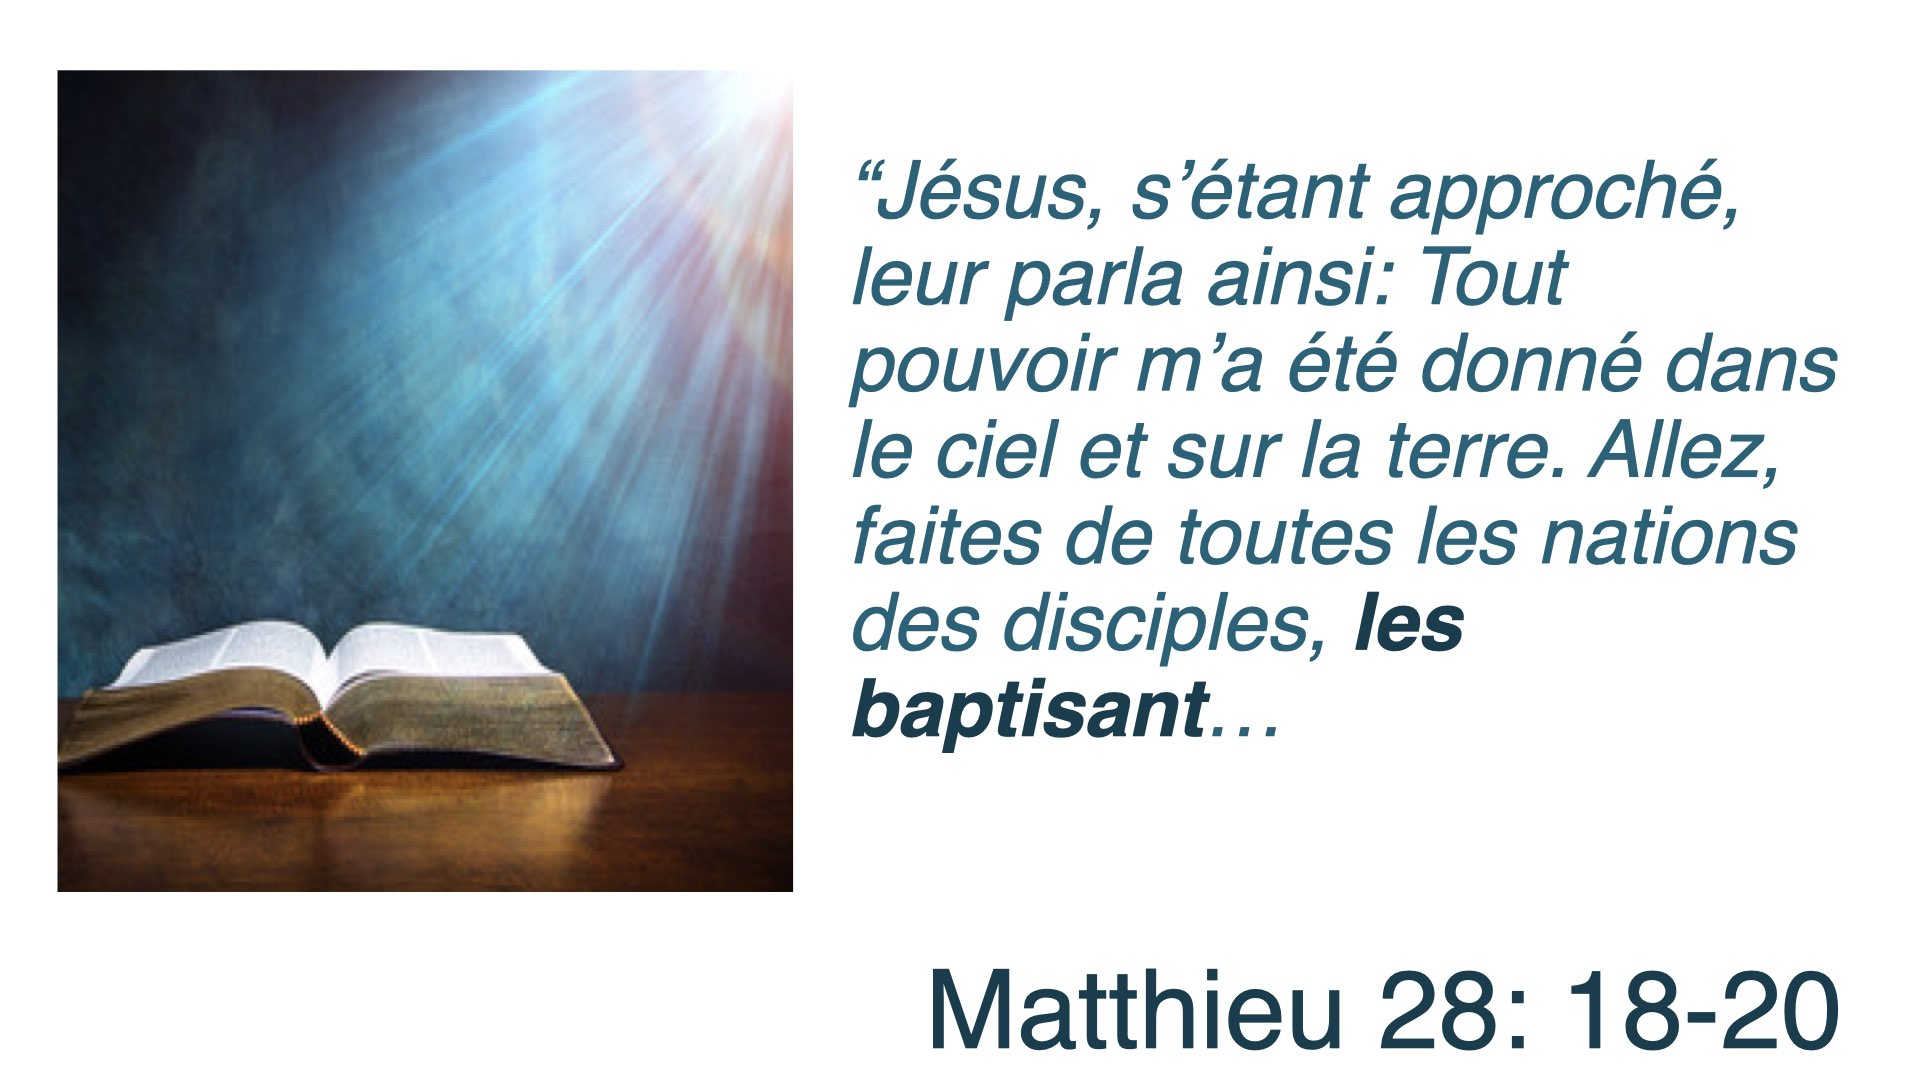 “Jésus, s’étant approché,
leur parla ainsi: Tout
pouvoir m’a été donné dans
le ciel et sur la terre. Allez,
faites de toutes les nations
des disciples, les
baptisant…
Matthieu 28: 18-20